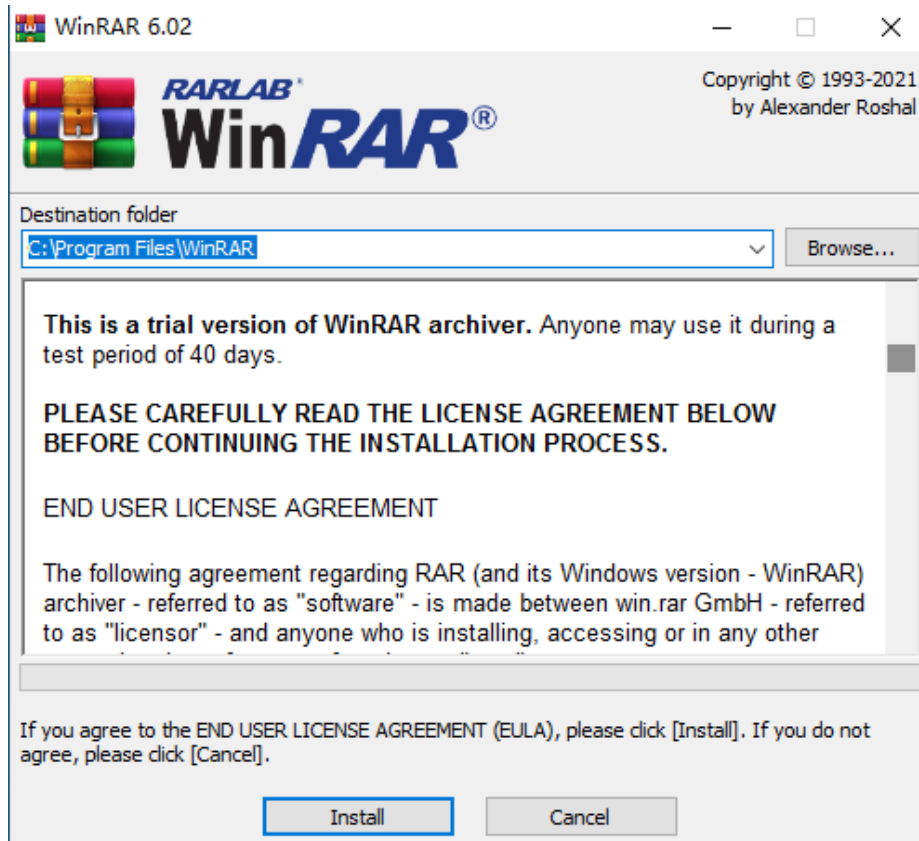 WinRAR 6.02
Copyright © 1993-2021
by Alexander Roshal
RARLAB
WinRAR®
Destination folder
C:\Program Files\WinRAR
Browse...
This is a trial version of WinRAR archiver. Anyone may use it during a
test period of 40 days.
PLEASE CAREFULLY READ THE LICENSE AGREEMENT BELOW
BEFORE CONTINUING THE INSTALLATION PROCESS.
END USER LICENSE AGREEMENT
The following agreement regarding RAR (and its Windows version - WinRAR)
archiver - referred to as "software" - is made between win.rar GmbH - referred
to as "licensor" - and anyone who is installing, accessing or in any other
If you agree to the END USER LICENSE AGREEMENT (EULA), please click [Install]. If you do not
agree, please click [Cancel].
Install
Cancel